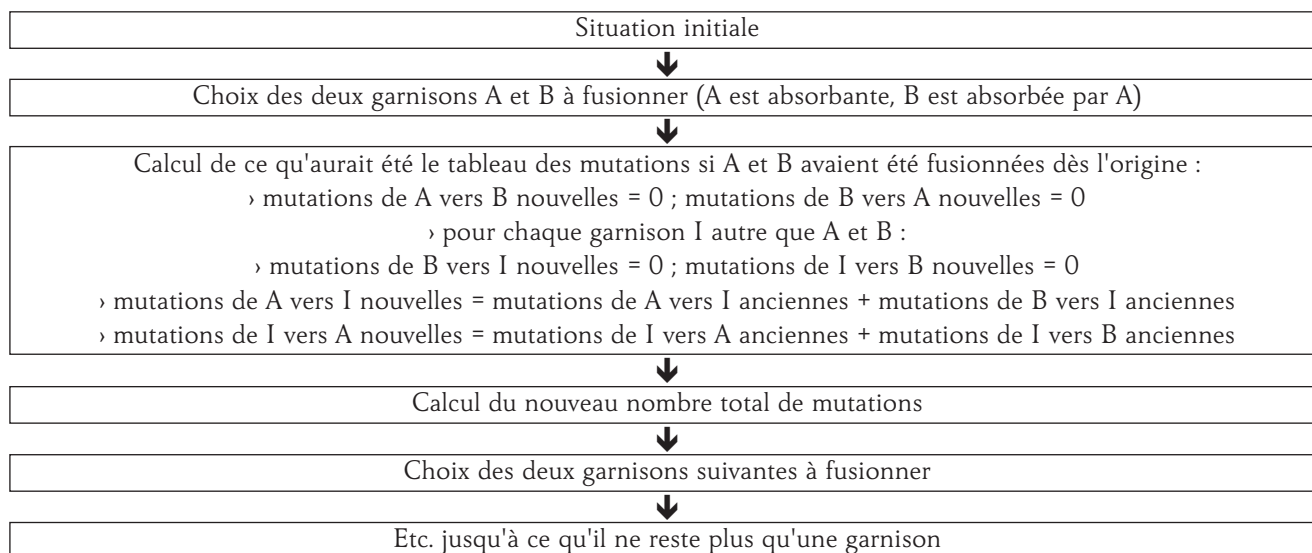 Situation initiale
Choix des deux garnisons A et B à fusionner (A est absorbante, B est absorbée par A)
Calcul de ce qu'aurait été le tableau des mutations si A et B avaient été fusionnées dès l'origine :
› mutations de A vers B nouvelles = 0 ; mutations de B vers A nouvelles = 0
› pour chaque garnison I autre que A et B :
› mutations de B vers I nouvelles = 0 ; mutations de I vers B nouvelles = 0
› mutations de A vers I nouvelles = mutations de A vers I anciennes + mutations de B vers I anciennes
› mutations de I vers A nouvelles = mutations de I vers A anciennes + mutations de I vers B anciennes
Calcul du nouveau nombre total de mutations
Choix des deux garnisons suivantes à fusionner
Etc. jusqu'à ce qu'il ne reste plus qu'une garnison